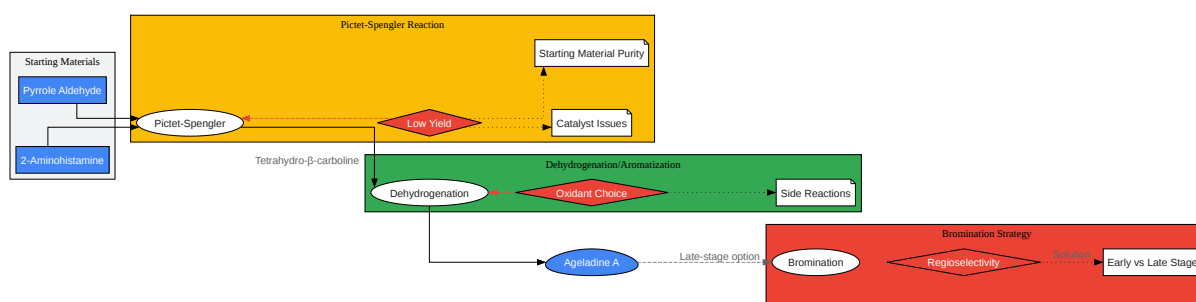 Pictet-Spengler Reaction
Starting Materials
Pyrrole Aldehyde
2-Aminohistamine
Pictet-Spengler
Low Yield
Starting Material Purity
Catalyst Issues
Tetrahydro-β-carboline
Dehydrogenation/Aromatization
Dehydrogenation
Oxidant Choice
Side Reactions
Ageladine A
Late-stage option
Bromination Strategy
Bromination
Regioselectivity
Solution
Early vs Late Stage